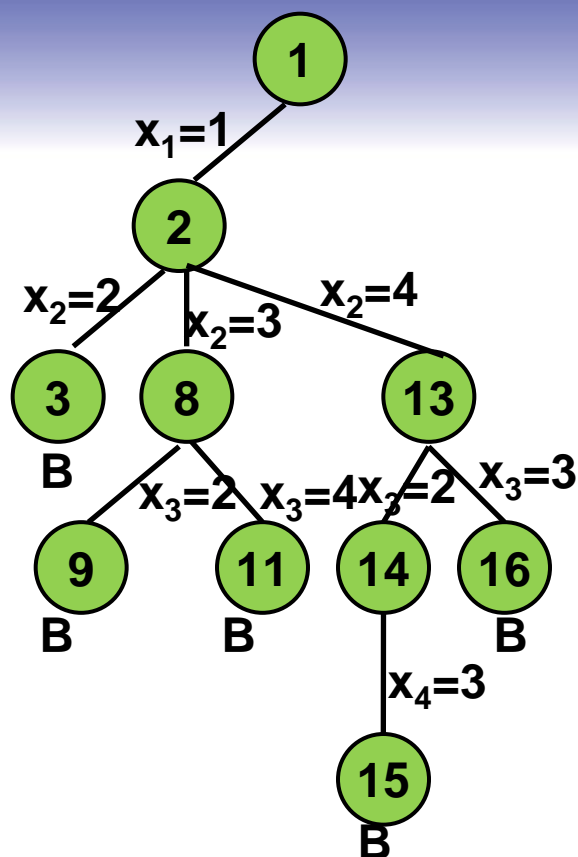 1
x₁=1
2
x₂=2 x₂=3 x₂=4
3 8 13
B
x₃=2 x₃=4 x₃=2 x₃=3
9 11 14 16
B B B
x₄=3
15
B